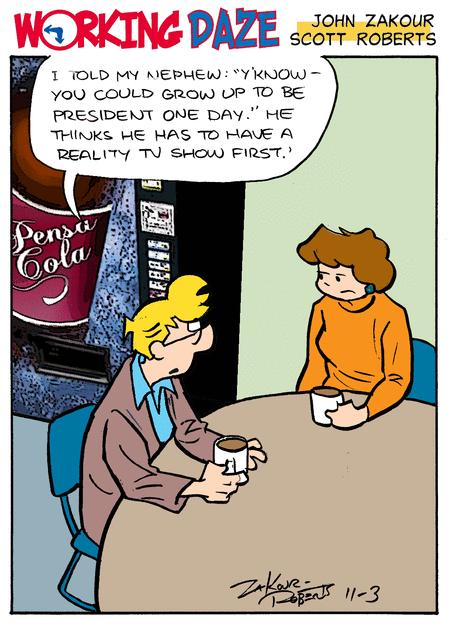 WORKING DAZE
JOHN ZAKOUR
SCOTT ROBERTS
I TOLD MY NEPHEW: "Y'KNOW –
YOU COULD GROW UP TO BE
PRESIDENT ONE DAY." HE
THINKS HE HAS TO HAVE A
REALITY TV SHOW FIRST.'
Pensa
Cola
ZAKOUR –
ROBERTS 11-3